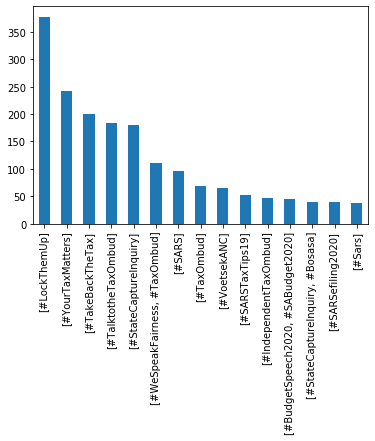 350
300
250
200
150
100
50
0
[#LockThemUp]
[#YourTaxMatters]
[#TakeBackTheTax]
[#TalktotheTaxOmbud]
[#StateCaptureInquiry]
[#WeSpeakFairness, #TaxOmbud]
[#SARS]
[#TaxOmbud]
[#VoetsekANC]
[#SARSTaxTips19]
[#IndependentTaxOmbud]
[#BudgetSpeech2020, #SABudget2020]
[#StateCaptureInquiry, #Bosasa]
[#SARSefiling2020]
[#Sars]